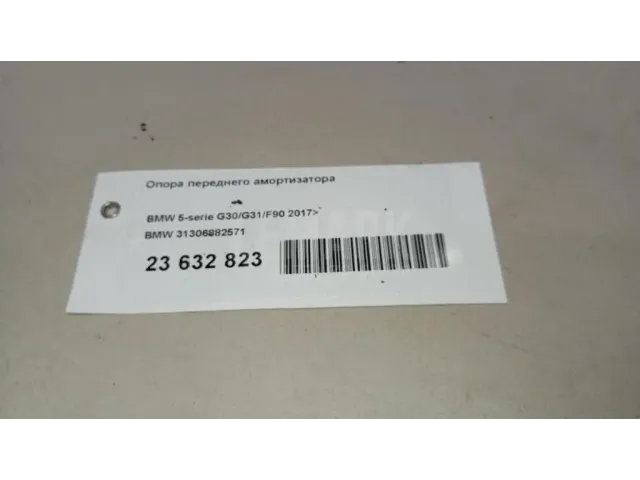 Опора переднего амортизатора
BMW 5-serie G30/G31/F90 2017>
BMW 31306882571
23 632 823